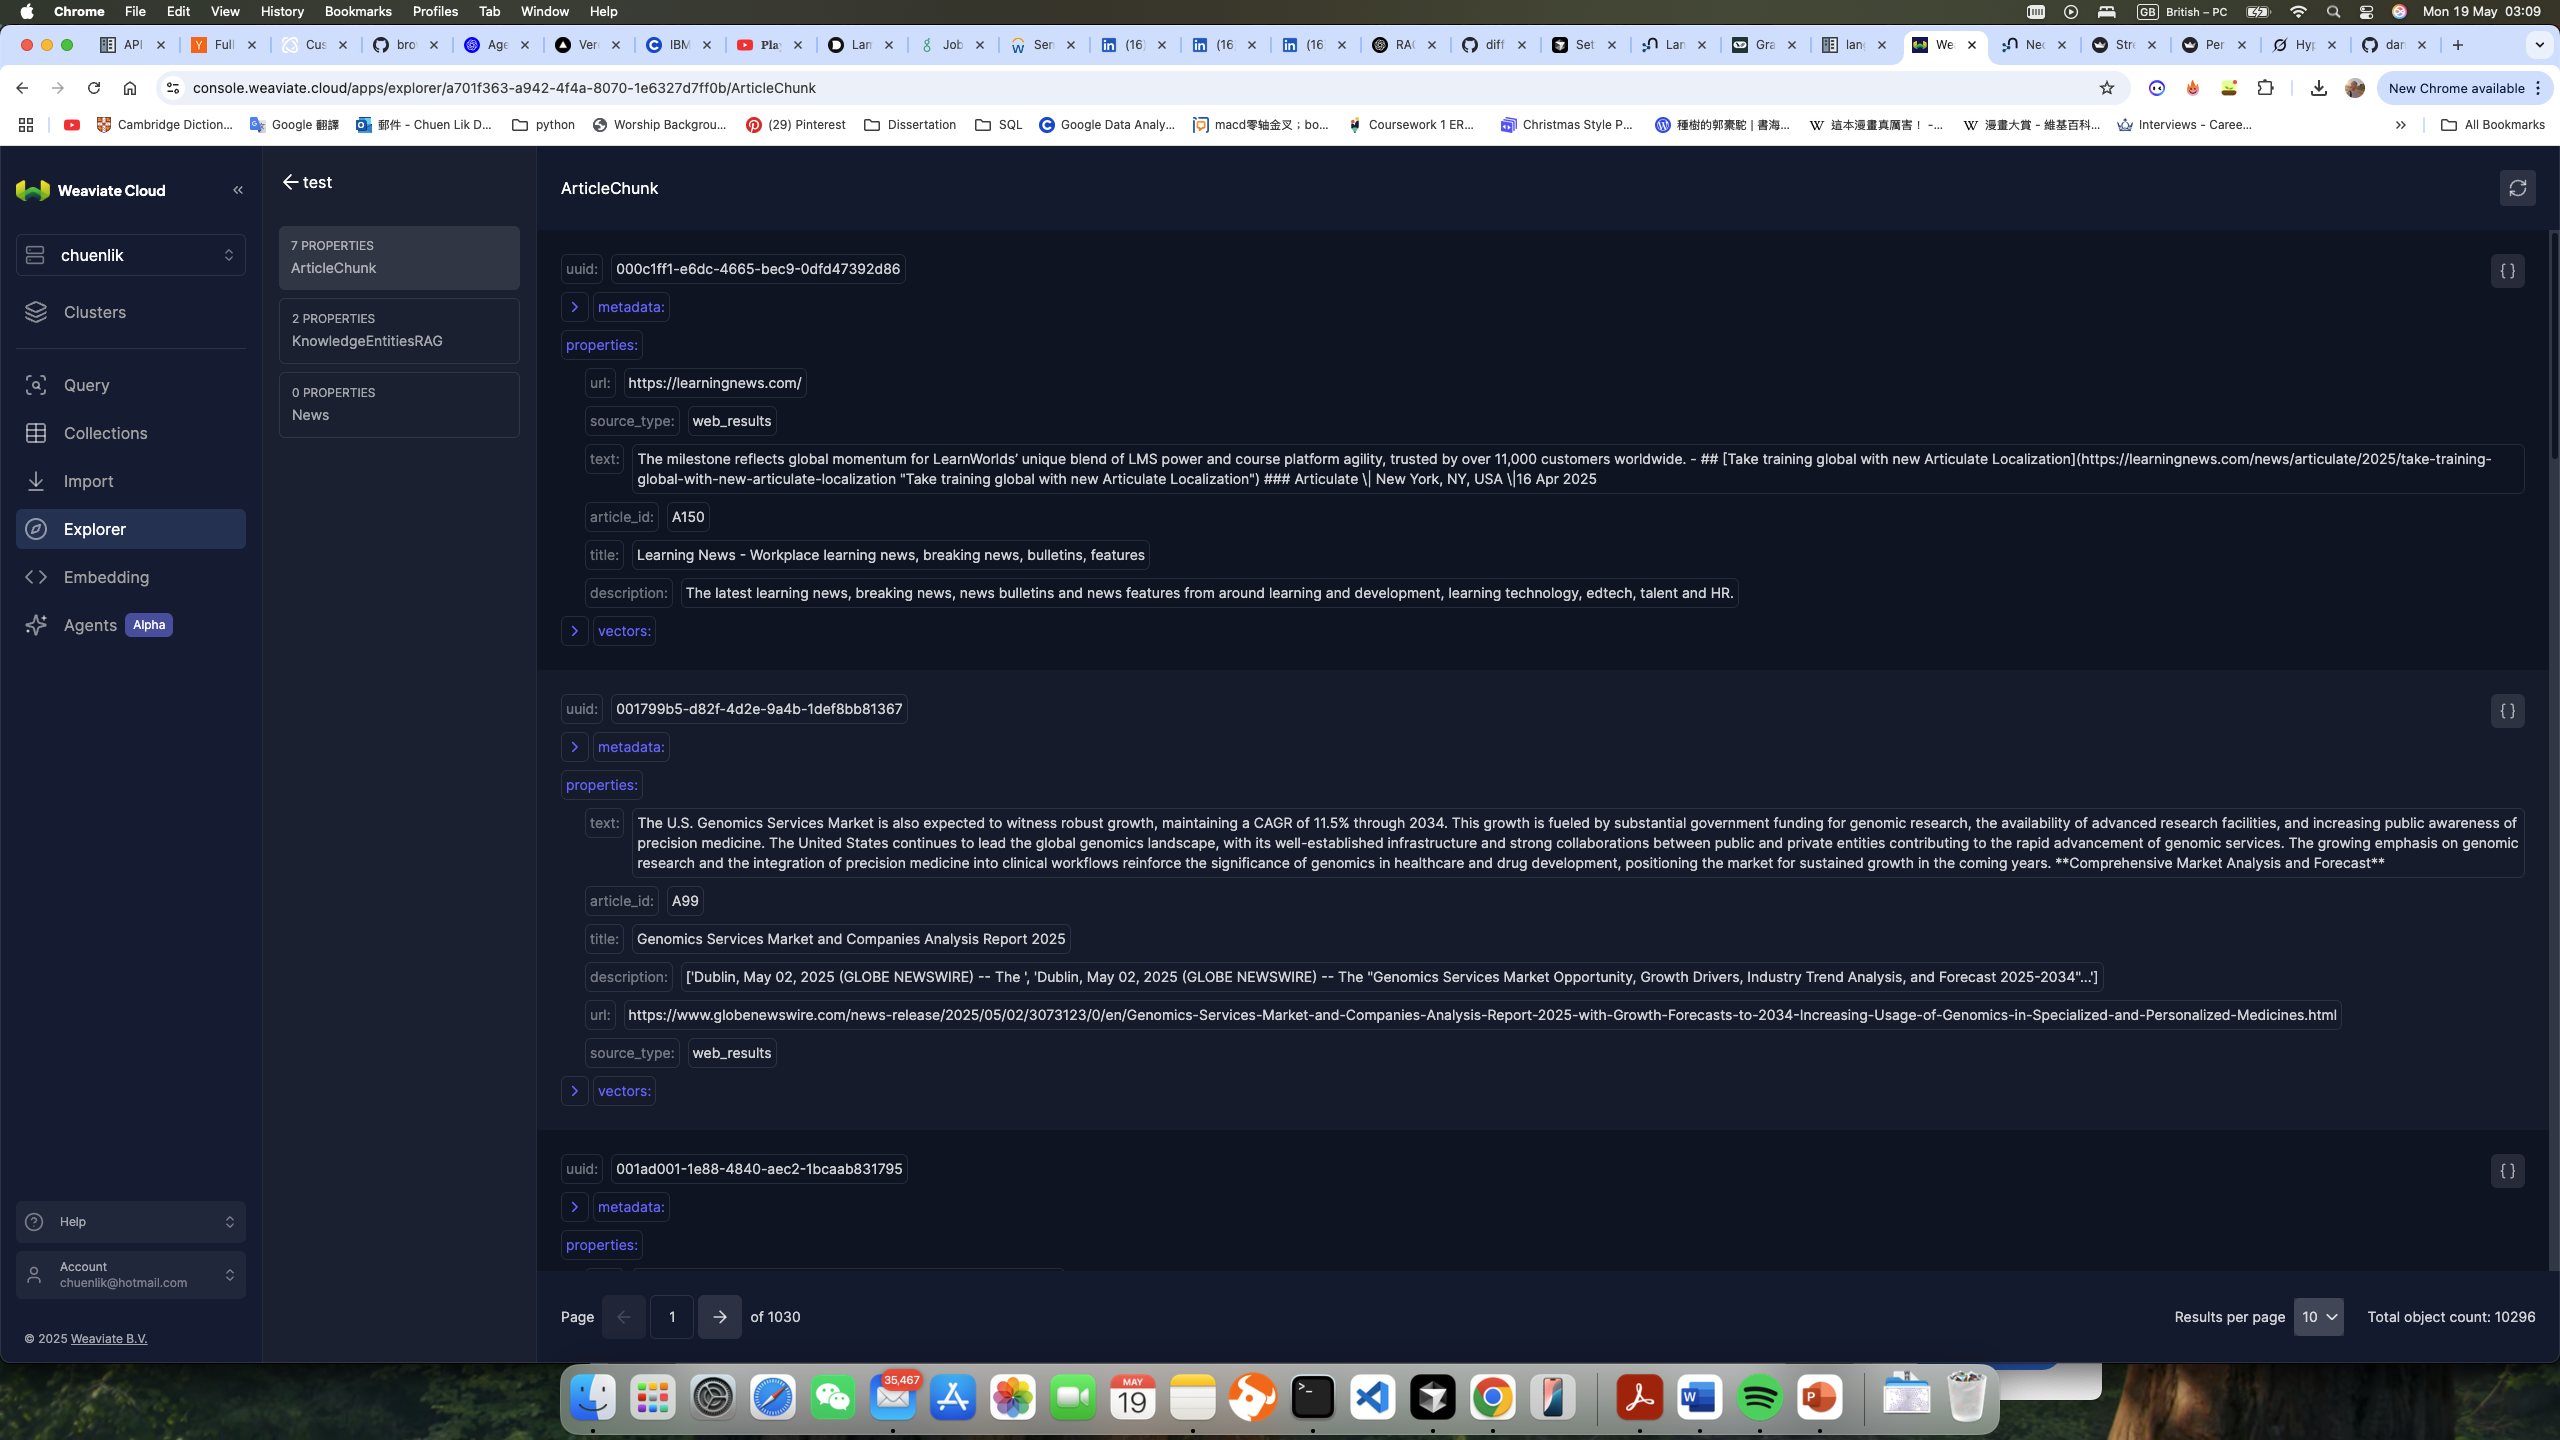 Chrome File Edit View History Bookmarks Profiles Tab Window Help GB British – PC Mon 19 May 03:09
API Full Cus bro Age Ver IBM Pla Lan Job Sen (16) (16 (16 RAG diff Set Lan Gra lang We Neo Stre Per Hyp dan
console.weaviate.cloud/apps/explorer/a701f363-a942-4f4a-8070-1e6327d7ff0b/ArticleChunk New Chrome available
Cambridge Diction... Google 翻譯 郵件 - Chuen Lik D... python Worship Backgrou... (29) Pinterest Dissertation SQL Google Data Analy... macd零轴金叉；bo... Coursework 1 ER... Christmas Style P... 種樹的郭橐駝 | 書海... 這本漫畫真厲害！ -... 漫畫大賞 - 維基百科... Interviews - Caree... All Bookmarks
Weaviate Cloud
chuenlik
Clusters
Query
Collections
Import
Explorer
Embedding
Agents Alpha
Help
Account
chuenlik@hotmail.com
© 2025 Weaviate B.V.
test
7 PROPERTIES
ArticleChunk
2 PROPERTIES
KnowledgeEntitiesRAG
0 PROPERTIES
News
ArticleChunk
uuid: 000c1ff1-e6dc-4665-bec9-0dfd47392d86
{ }
metadata:
properties:
url: https://learningnews.com/
source_type: web_results
text: The milestone reflects global momentum for LearnWorlds’ unique blend of LMS power and course platform agility, trusted by over 11,000 customers worldwide. - ## [Take training global with new Articulate Localization](https://learningnews.com/news/articulate/2025/take-training-
global-with-new-articulate-localization "Take training global with new Articulate Localization") ### Articulate \| New York, NY, USA \|16 Apr 2025
article_id: A150
title: Learning News - Workplace learning news, breaking news, bulletins, features
description: The latest learning news, breaking news, news bulletins and news features from around learning and development, learning technology, edtech, talent and HR.
vectors:
uuid: 001799b5-d82f-4d2e-9a4b-1def8bb81367
{ }
metadata:
properties:
text: The U.S. Genomics Services Market is also expected to witness robust growth, maintaining a CAGR of 11.5% through 2034. This growth is fueled by substantial government funding for genomic research, the availability of advanced research facilities, and increasing public awareness of
precision medicine. The United States continues to lead the global genomics landscape, with its well-established infrastructure and strong collaborations between public and private entities contributing to the rapid advancement of genomic services. The growing emphasis on genomic
research and the integration of precision medicine into clinical workflows reinforce the significance of genomics in healthcare and drug development, positioning the market for sustained growth in the coming years. **Comprehensive Market Analysis and Forecast**
article_id: A99
title: Genomics Services Market and Companies Analysis Report 2025
description: ['Dublin, May 02, 2025 (GLOBE NEWSWIRE) -- The ', 'Dublin, May 02, 2025 (GLOBE NEWSWIRE) -- The "Genomics Services Market Opportunity, Growth Drivers, Industry Trend Analysis, and Forecast 2025-2034"...']
url: https://www.globenewswire.com/news-release/2025/05/02/3073123/0/en/Genomics-Services-Market-and-Companies-Analysis-Report-2025-with-Growth-Forecasts-to-2034-Increasing-Usage-of-Genomics-in-Specialized-and-Personalized-Medicines.html
source_type: web_results
vectors:
uuid: 001ad001-1e88-4840-aec2-1bcaab831795
{ }
metadata:
properties:
Page 1 of 1030 Results per page 10 Total object count: 10296
35,467
MAY
19